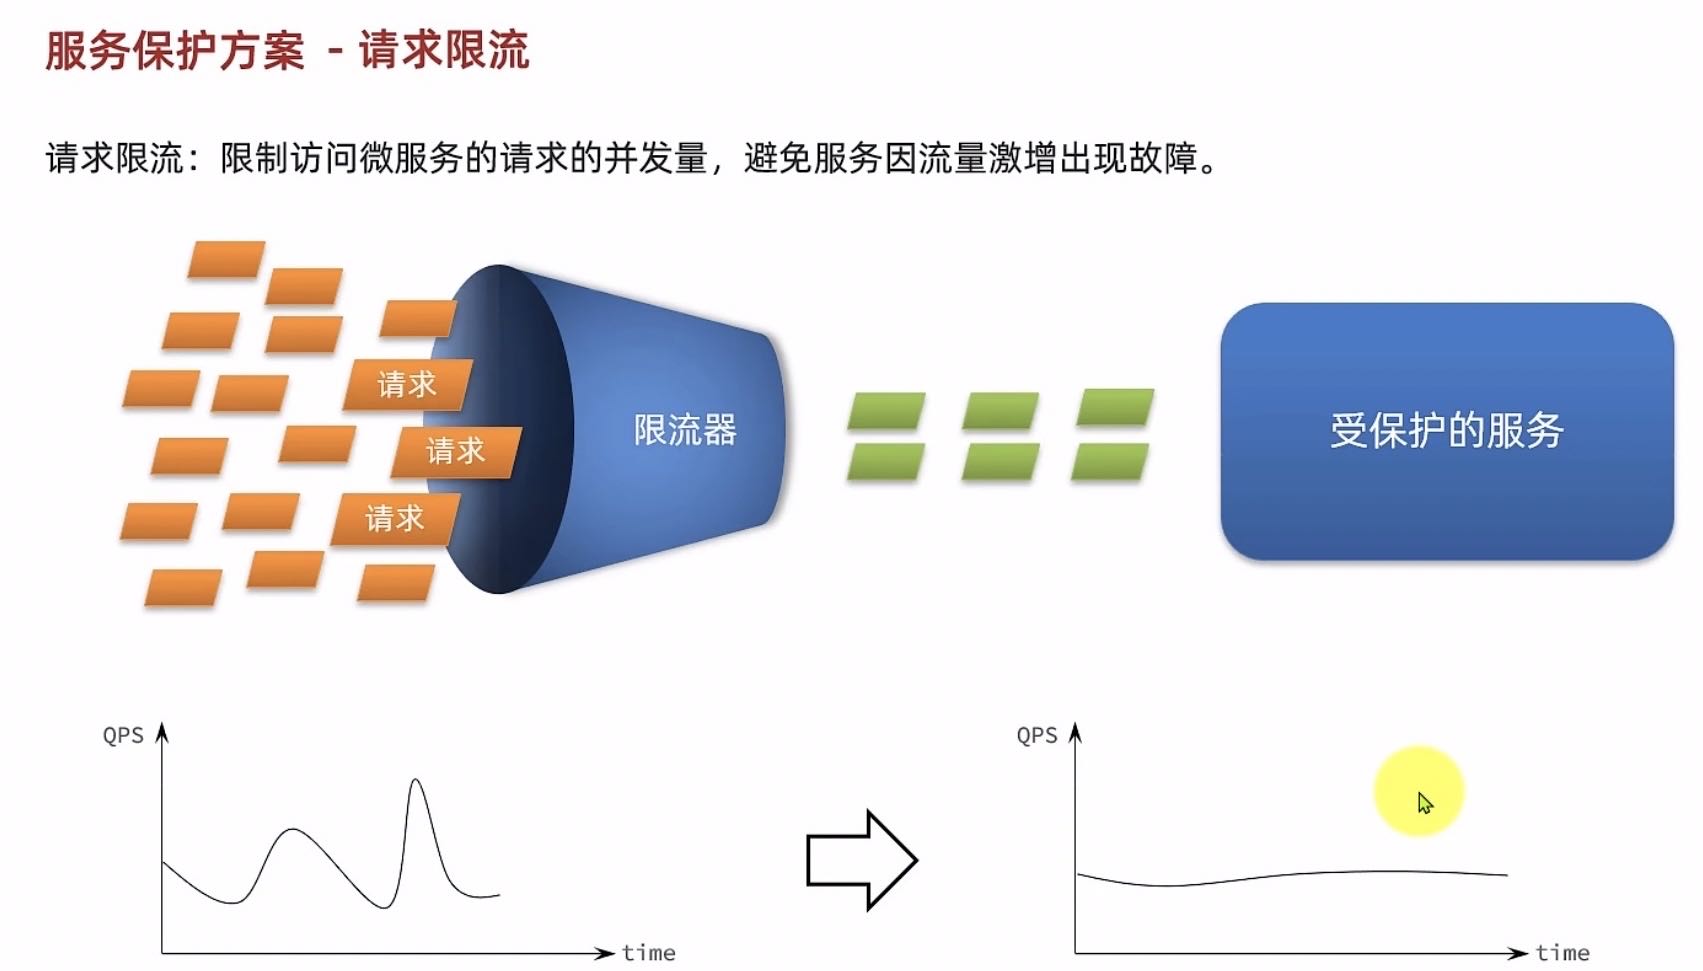 服务保护方案 - 请求限流
请求限流：限制访问微服务的请求的并发量，避免服务因流量激增出现故障。
请求
请求
请求
限流器
受保护的服务
QPS
time
QPS
time